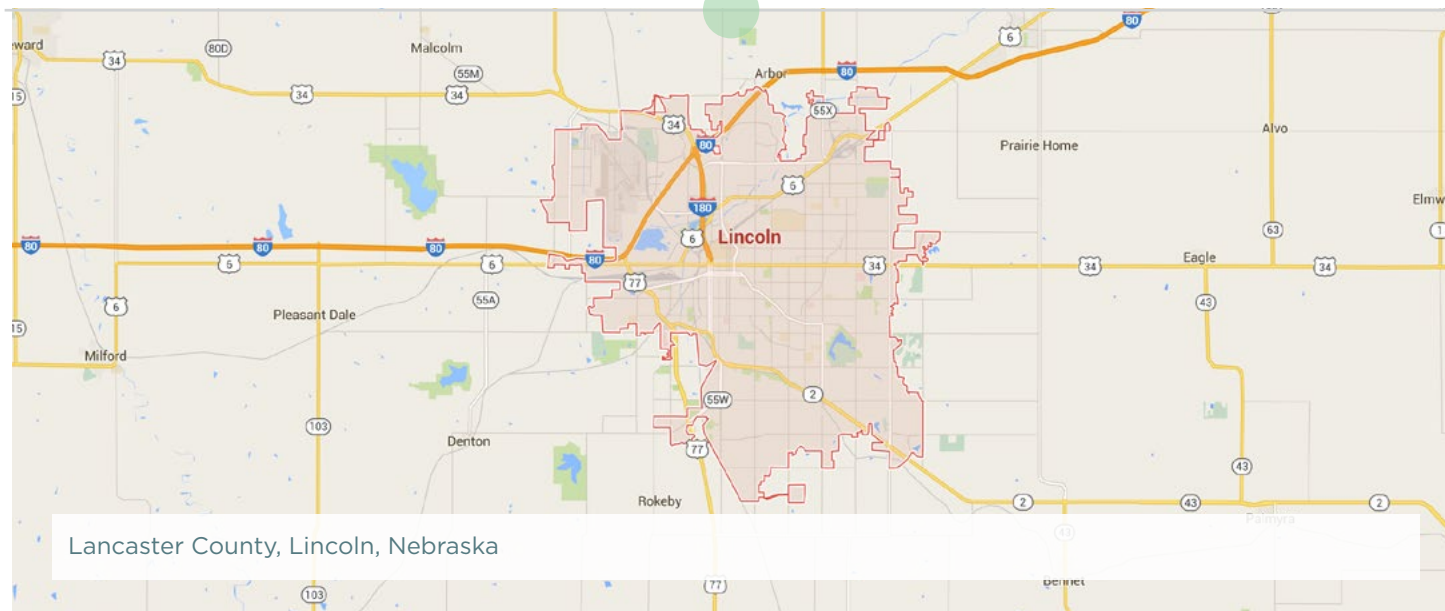 80
6
ward
34
80D
Malcolm
55M
Arbor
80
34
34
15
34
55X
80
Alvo
Prairie Home
6
180
Elmw
6
Lincoln
63
1
80
80
80
6
6
80
34
34
Eagle
34
77
55A
43
6
Pleasant Dale
15
Milford
55W
2
103
Denton
77
43
Rokeby
2
43
2
Palmyra
Lancaster County, Lincoln, Nebraska
43
Bennet
77
103